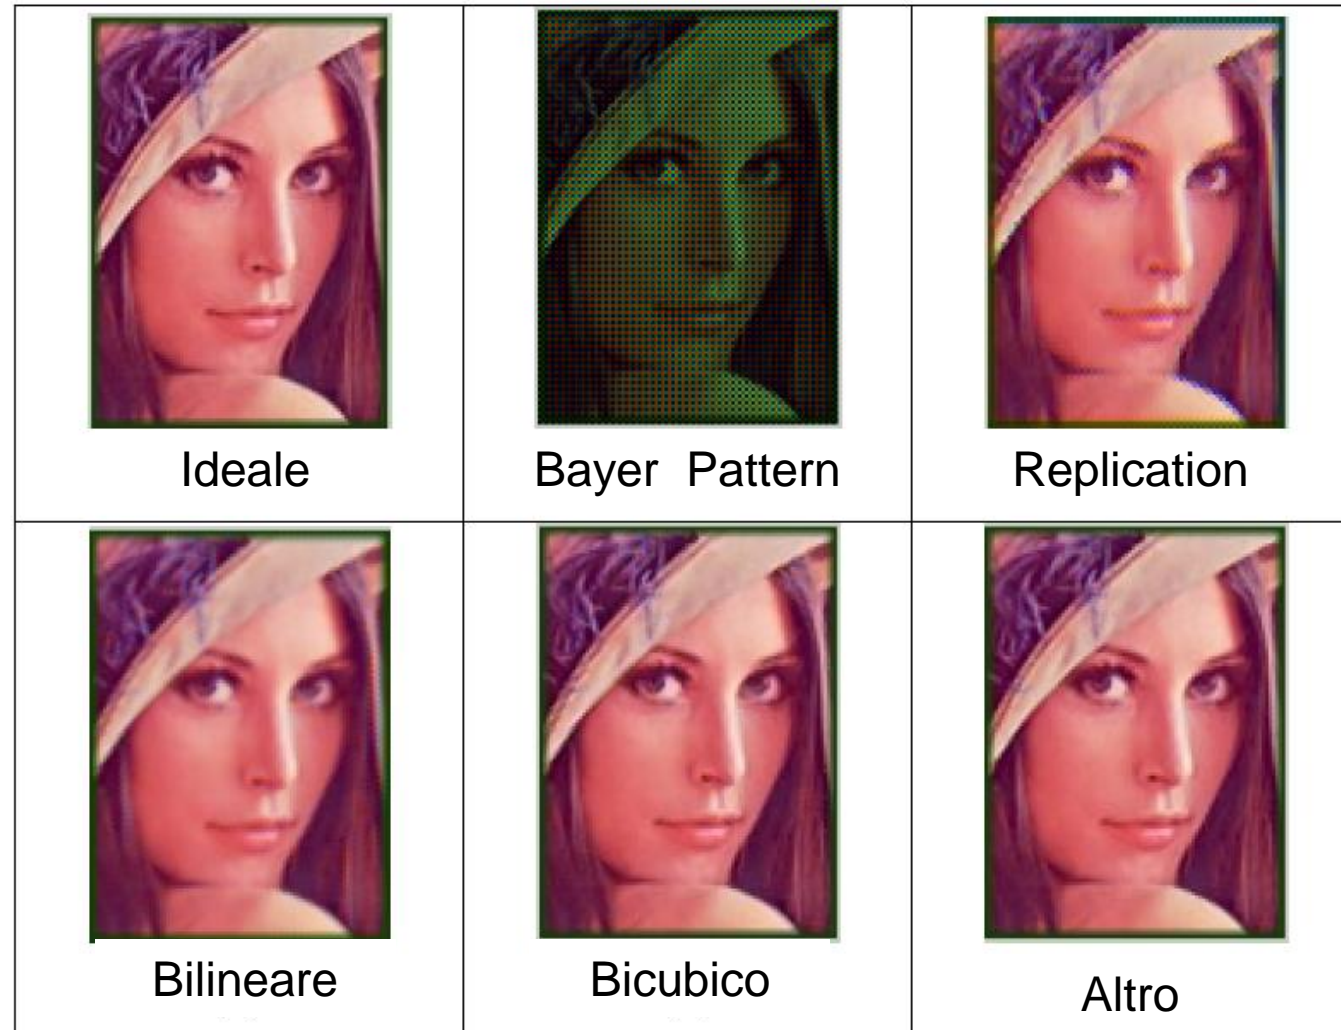 Ideale
Bayer Pattern
Replication
Bilineare
Bicubico
Altro